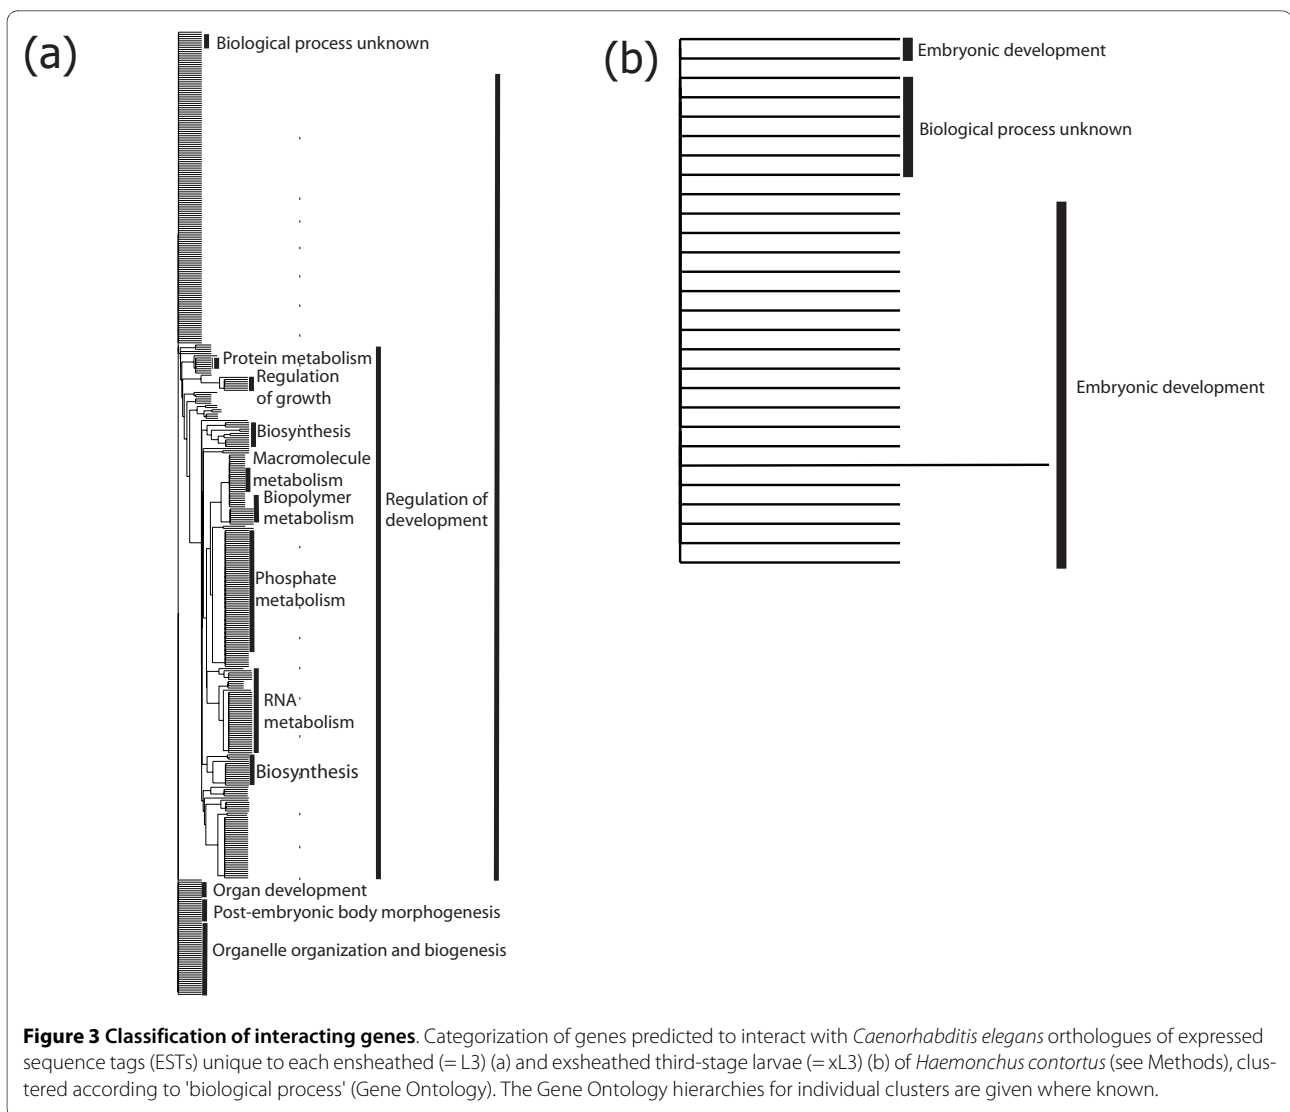 (a)
Biological process unknown
Protein metabolism
Regulation
of growth
Biosynthesis
Macromolecule
metabolism
Biopolymer
metabolism
Regulation of
development
Phosphate
metabolism
RNA
metabolism
Biosynthesis
Organ development
Post-embryonic body morphogenesis
Organelle organization and biogenesis
(b)
Embryonic development
Biological process unknown
Embryonic development
Figure 3 Classification of interacting genes. Categorization of genes predicted to interact with Caenorhabditis elegans orthologues of expressed
sequence tags (ESTs) unique to each ensheathed (= L3) (a) and exsheathed third-stage larvae (= xL3) (b) of Haemonchus contortus (see Methods), clus-
tered according to 'biological process' (Gene Ontology). The Gene Ontology hierarchies for individual clusters are given where known.